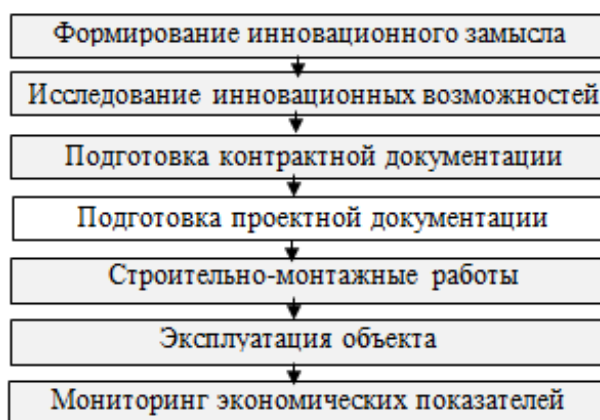 Формирование инновационного замысла
Исследование инновационных возможностей
Подготовка контрактной документации
Подготовка проектной документации
Строительно-монтажные работы
Эксплуатация объекта
Мониторинг экономических показателей